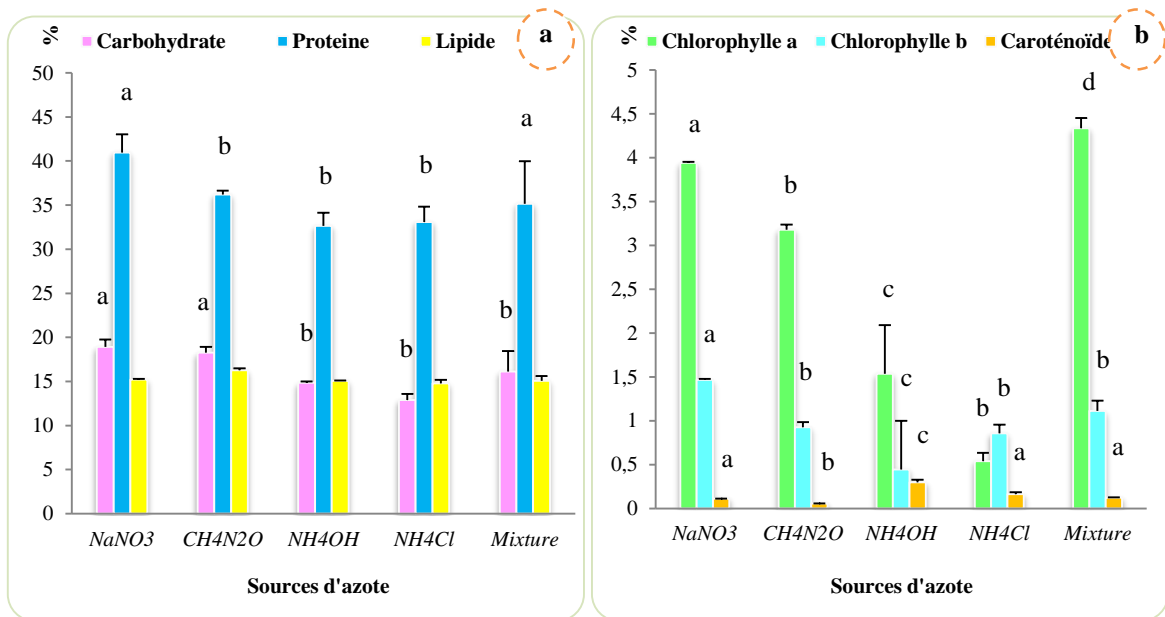 %
Carbohydrate Proteine Lipide
a
50
45
40
35
30
25
20
15
10
5
0
a b b b a
a a b b b
NaNO3 CH4N2O NH4OH NH4Cl Mixture
Sources d'azote
%
Chlorophylle a Chlorophylle b Caroténoïde
b
5
4,5
4
3,5
3
2,5
2
1,5
1
0,5
0
a b c b d
a b c b b
a b c a a
NaNO3 CH4N2O NH4OH NH4Cl Mixture
Sources d'azote